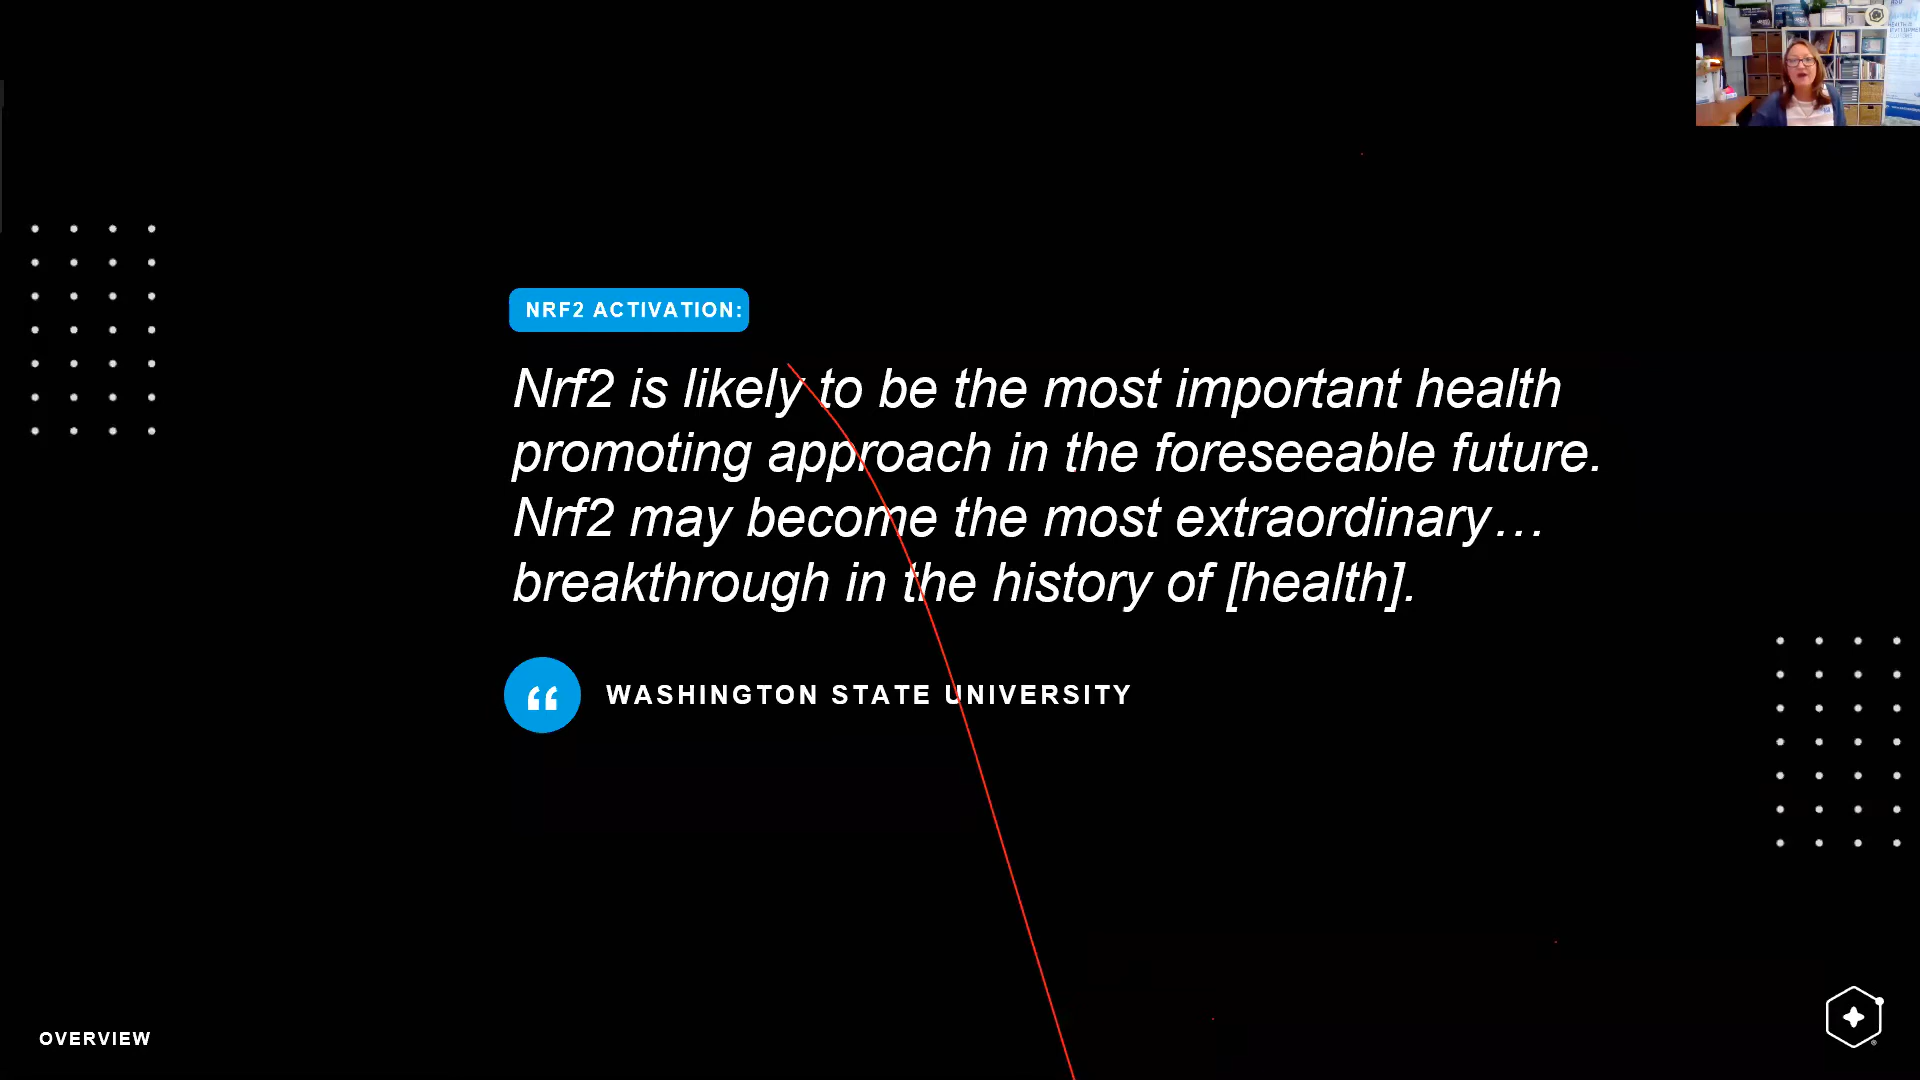 NRF2 ACTIVATION:
Nrf2 is likely to be the most important health
promoting approach in the foreseeable future.
Nrf2 may become the most extraordinary…
breakthrough in the history of [health].
“
WASHINGTON STATE UNIVERSITY
OVERVIEW
®